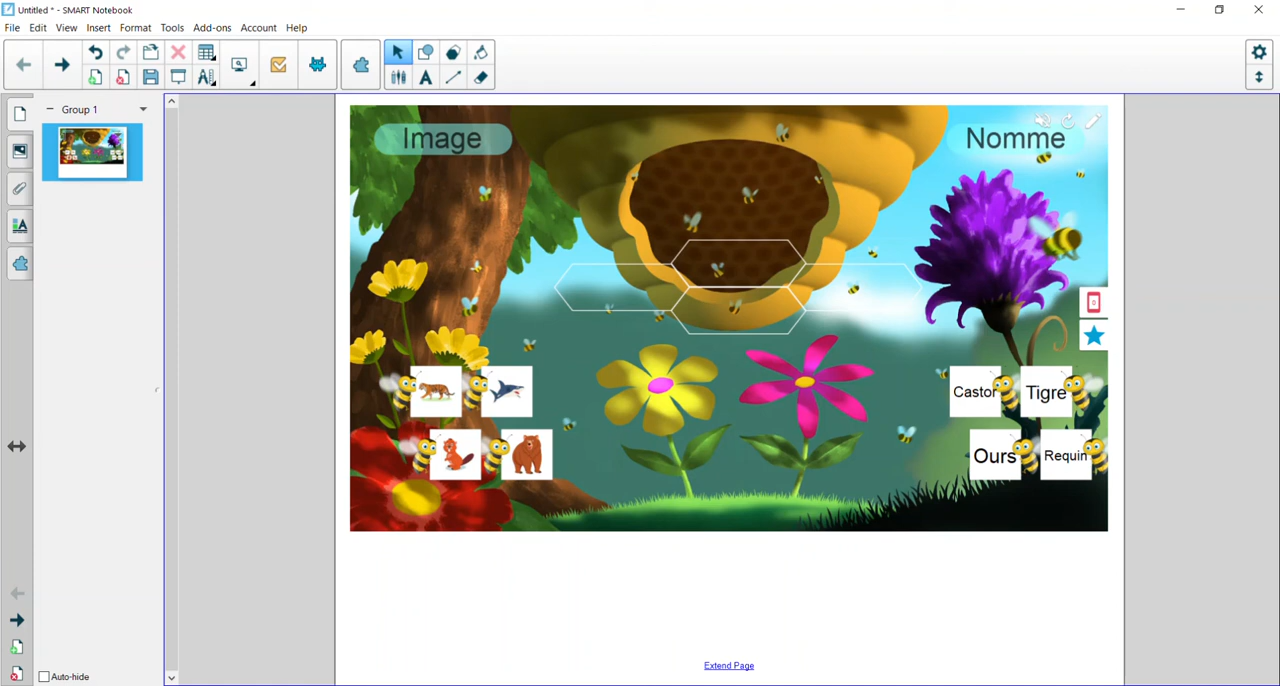 Untitled * - SMART Notebook
File Edit View Insert Format Tools Add-ons Account Help
Group 1
Image
Nomme
Castor
Tigre
Ours
Requin
Extend Page
Auto-hide